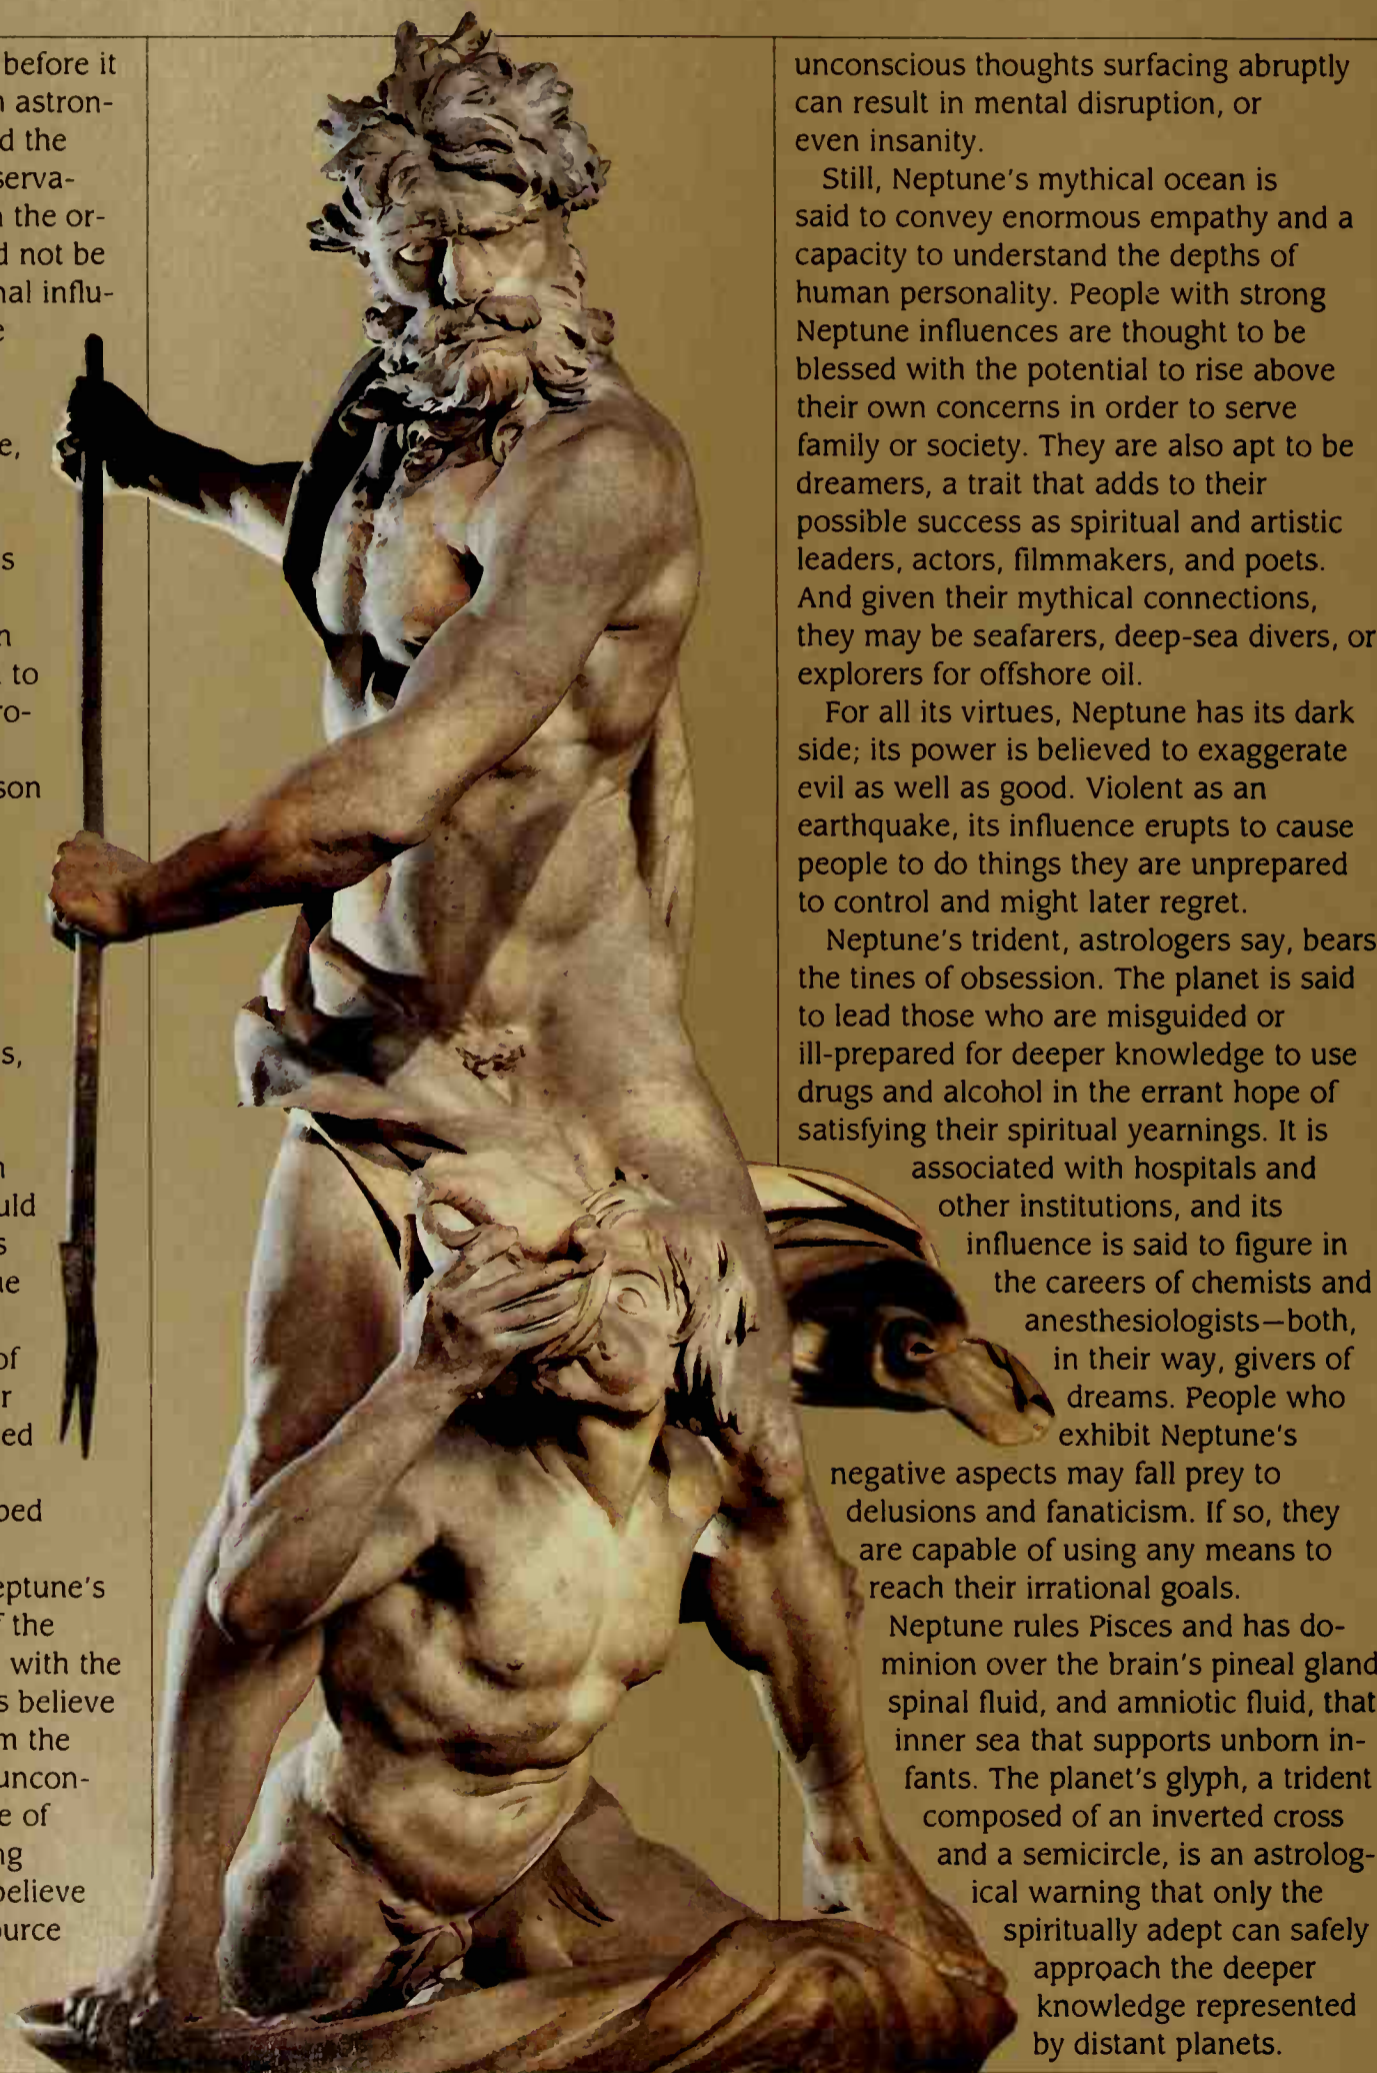 before it
n astron-
d the
serva-
n the or-
d not be
nal influ-
e
e,
s
n
to
ro-
son
s,
n
uld
s
ue
of
r
ed
bed
eptune's
f the
with the
s believe
m the
uncon-
e of
ng
believe
ource
unconscious thoughts surfacing abruptly
can result in mental disruption, or
even insanity.
Still, Neptune's mythical ocean is
said to convey enormous empathy and a
capacity to understand the depths of
human personality. People with strong
Neptune influences are thought to be
blessed with the potential to rise above
their own concerns in order to serve
family or society. They are also apt to be
dreamers, a trait that adds to their
possible success as spiritual and artistic
leaders, actors, filmmakers, and poets.
And given their mythical connections,
they may be seafarers, deep-sea divers, or
explorers for offshore oil.
For all its virtues, Neptune has its dark
side; its power is believed to exaggerate
evil as well as good. Violent as an
earthquake, its influence erupts to cause
people to do things they are unprepared
to control and might later regret.
Neptune's trident, astrologers say, bears
the tines of obsession. The planet is said
to lead those who are misguided or
ill-prepared for deeper knowledge to use
drugs and alcohol in the errant hope of
satisfying their spiritual yearnings. It is
associated with hospitals and
other institutions, and its
influence is said to figure in
the careers of chemists and
anesthesiologists—both,
in their way, givers of
dreams. People who
exhibit Neptune's
negative aspects may fall prey to
delusions and fanaticism. If so, they
are capable of using any means to
reach their irrational goals.
Neptune rules Pisces and has do-
minion over the brain's pineal gland
spinal fluid, and amniotic fluid, that
inner sea that supports unborn in-
fants. The planet's glyph, a trident
composed of an inverted cross
and a semicircle, is an astrolog-
ical warning that only the
spiritually adept can safely
approach the deeper
knowledge represented
by distant planets.